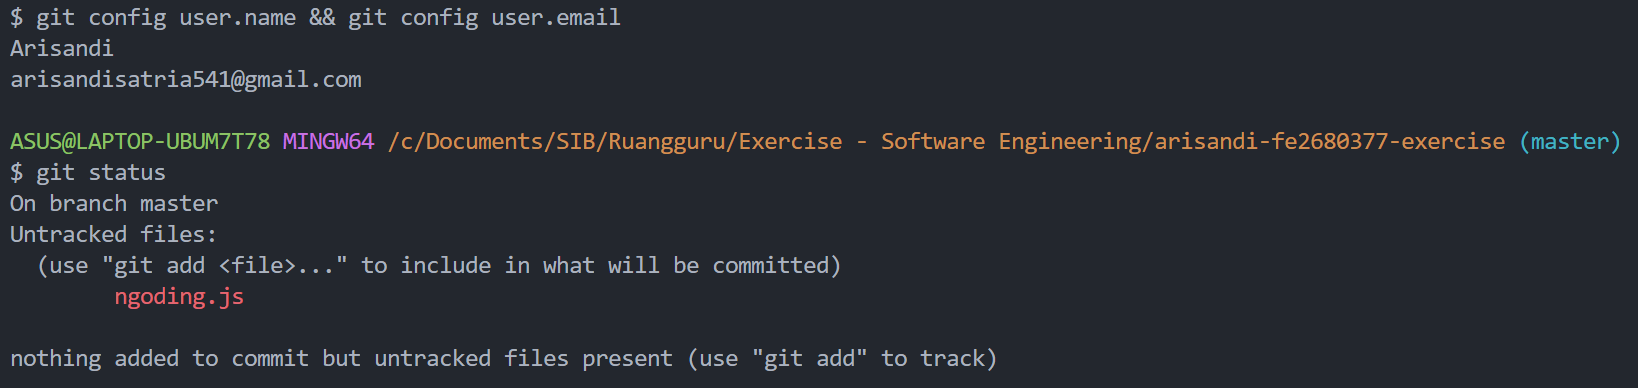 $ git config user.name && git config user.email
Arisandi
arisandisatria541@gmail.com
ASUS@LAPTOP-UBUM7T78 MINGW64 /c/Documents/SIB/Ruangguru/Exercise - Software Engineering/arisandi-fe2680377-exercise (master)
$ git status
On branch master
Untracked files:
  (use "git add <file>..." to include in what will be committed)
        ngoding.js
nothing added to commit but untracked files present (use "git add" to track)